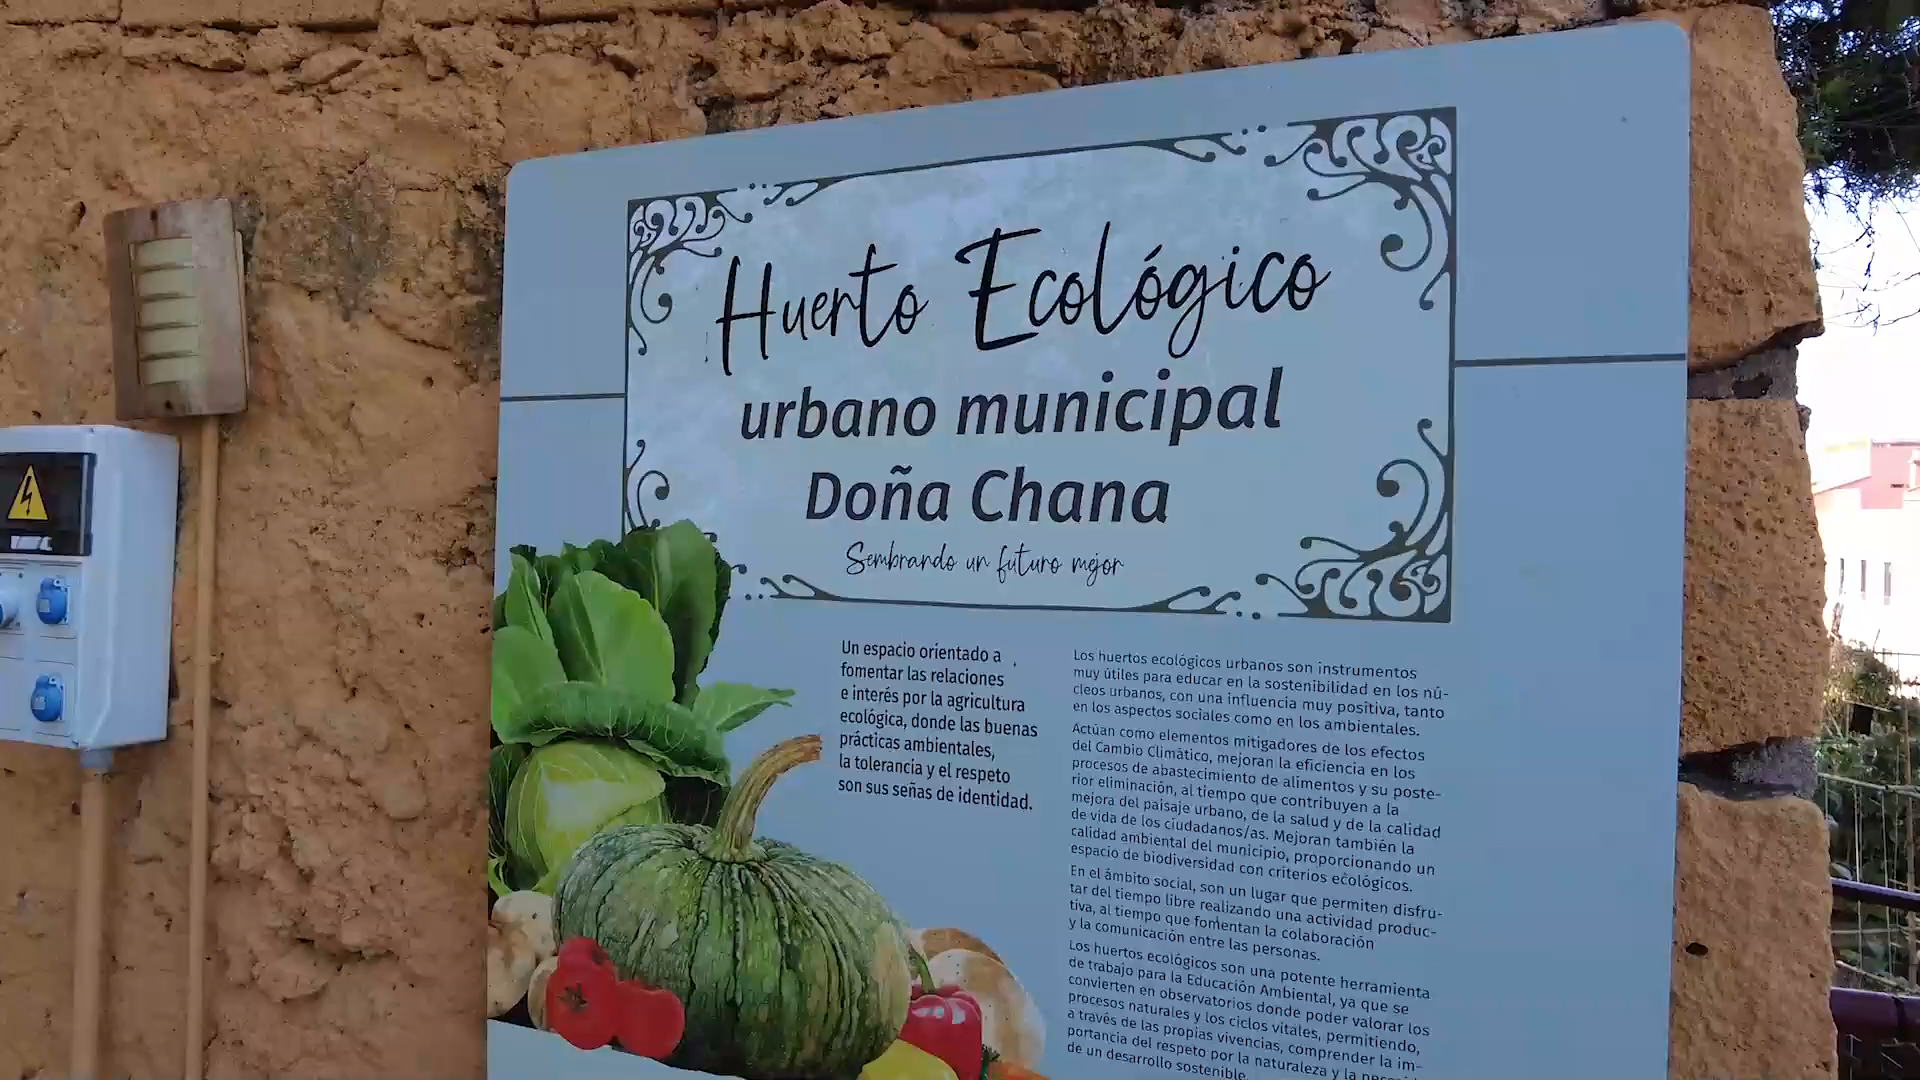 Huerto Ecológico
urbano municipal
Doña Chana
Sembrando un futuro mejor
Un espacio orientado a
fomentar las relaciones
e interés por la agricultura
ecológica, donde las buenas
prácticas ambientales,
la tolerancia y el respeto
son sus señas de identidad.
Los huertos ecológicos urbanos son instrumentos
muy útiles para educar en la sostenibilidad en los nú-
cleos urbanos, con una influencia muy positiva, tanto
en los aspectos sociales como en los ambientales.
Actúan como elementos mitigadores de los efectos
del Cambio Climático, mejoran la eficiencia en los
procesos de abastecimiento de alimentos y su poste-
rior eliminación, al tiempo que contribuyen a la
mejora del paisaje urbano, de la salud y de la calidad
de vida de los ciudadanos/as. Mejoran también la
calidad ambiental del municipio, proporcionando un
espacio de biodiversidad con criterios ecológicos.
En el ámbito social, son un lugar que permiten disfru-
tar del tiempo libre realizando una actividad produc-
tiva, al tiempo que fomentan la colaboración
y la comunicación entre las personas.
Los huertos ecológicos son una potente herramienta
de trabajo para la Educación Ambiental, ya que se
convierten en observatorios donde poder valorar los
procesos naturales y los ciclos vitales, permitiendo,
a través de las propias vivencias, comprender la im-
portancia del respeto por la naturaleza y la
de un desarrollo sostenible.